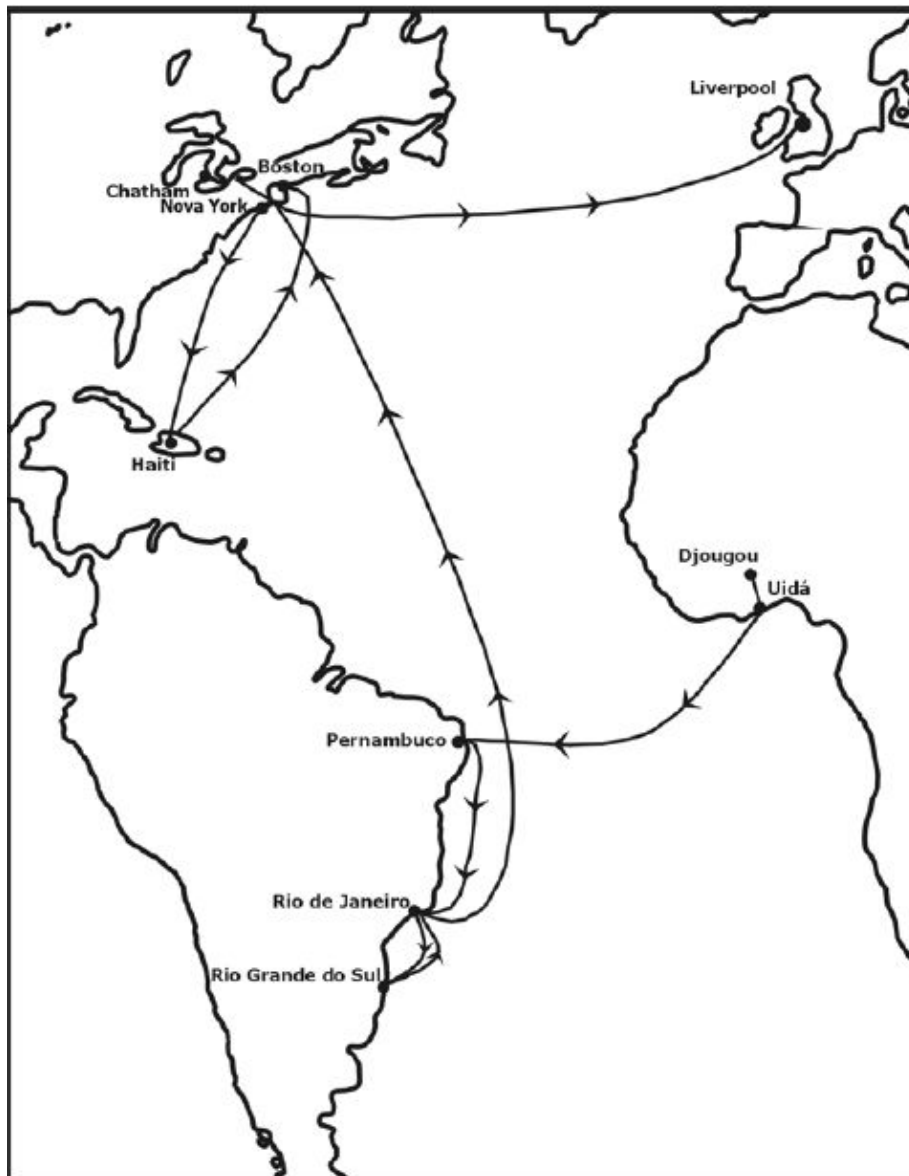 Liverpool
Boston
Chatham
Nova York
Haiti
Djougou
Uidá
Pernambuco
Rio de Janeiro
Rio Grande do Sul